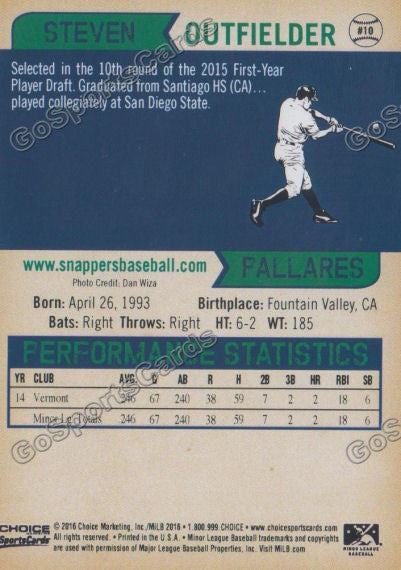 STEVEN OUTFIELDER #10
Selected in the 10th round of the 2015 First-Year
Player Draft. Graduated from Santiago HS (CA)...
played collegiately at San Diego State.
www.snappersbaseball.com
Photo Credit: Dan Wiza
PALLARES
Born: April 26, 1993 Birthplace: Fountain Valley, CA
Bats: Right Throws: Right HT: 6-2 WT: 185
PERFORMANCE STATISTICS
YR CLUB AVG. G AB R H 2B 3B HR RBI SB
14 Vermont .246 67 240 38 59 7 2 2 18 6
Minor Lg. Totals .246 67 240 38 59 7 2 2 18 6
CHOICE SportsCards
© 2016 Choice Marketing, Inc./MiLB 2016 • 1.800.999.CHOICE • www.choicesportscards.com
All rights reserved. • Printed in the U.S.A. • Minor League Baseball trademarks and copyrights
are used with permission of Major League Baseball Properties, Inc. Visit MiLB.com
MINOR LEAGUE
BASEBALL
GoSportsCards
GoSportsCards
GoSportsCards
GoSportsCards